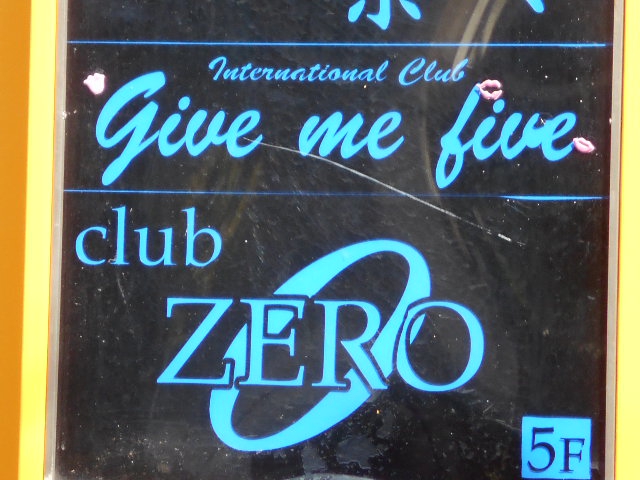 International Club
Give me five
club
ZERO
5F